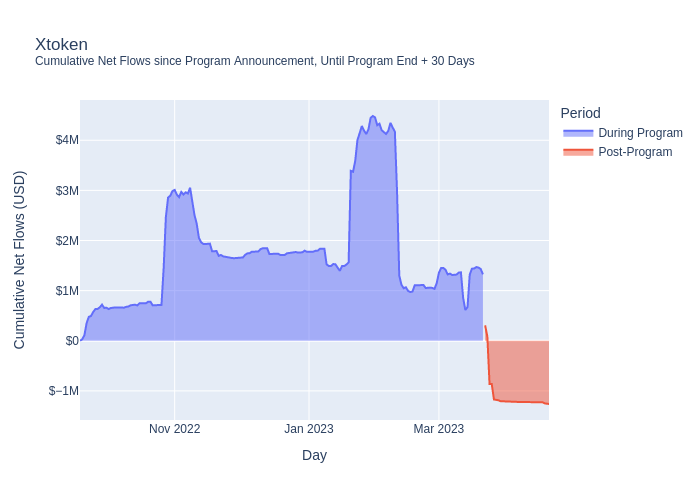 Xtoken
Cumulative Net Flows since Program Announcement, Until Program End + 30 Days
Period
During Program
Post-Program
Cumulative Net Flows (USD)
$4M
$3M
$2M
$1M
$0
$−1M
Nov 2022
Jan 2023
Mar 2023
Day